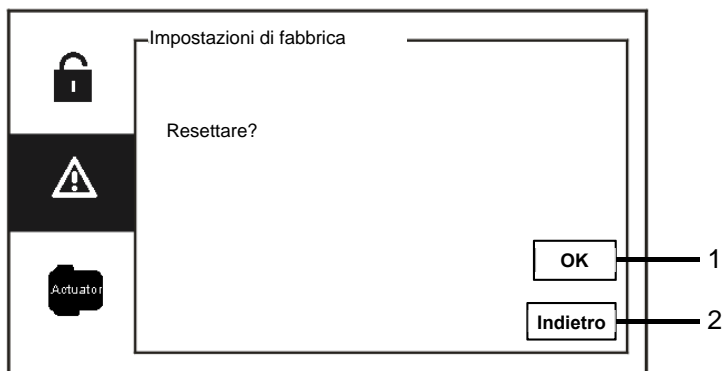 Impostazioni di fabbrica
Resettare?
Actuator
OK
1
Indietro
2